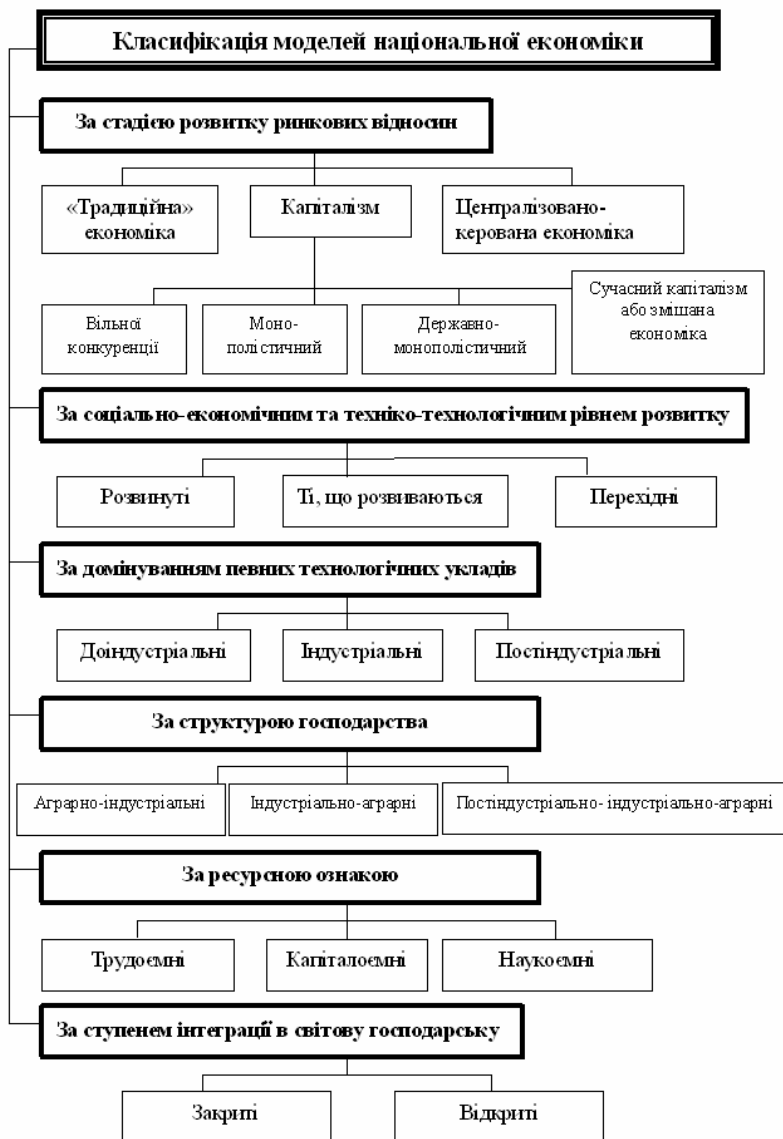 Класифікація моделей національної економіки
За стадією розвитку ринкових відносин
«Традиційна»
економіка
Капіталізм
Централізовано-
керована економіка
Вільної
конкуренції
Моно-
полістичний
Державно-
монополістичний
Сучасний капіталізм
або змішана
економіка
За соціально-економічним та техніко-технологічним рівнем розвитку
Розвинуті
Ті, що розвиваються
Перехідні
За домінуванням певних технологічних укладів
Доіндустріальні
Індустріальні
Постіндустріальні
За структурою господарства
Аграрно-індустріальні
Індустріально-аграрні
Постіндустріально- індустріально-аграрні
За ресурсною ознакою
Трудоємні
Капіталоємні
Наукоємні
За ступенем інтеграції в світову господарську
Закриті
Відкриті